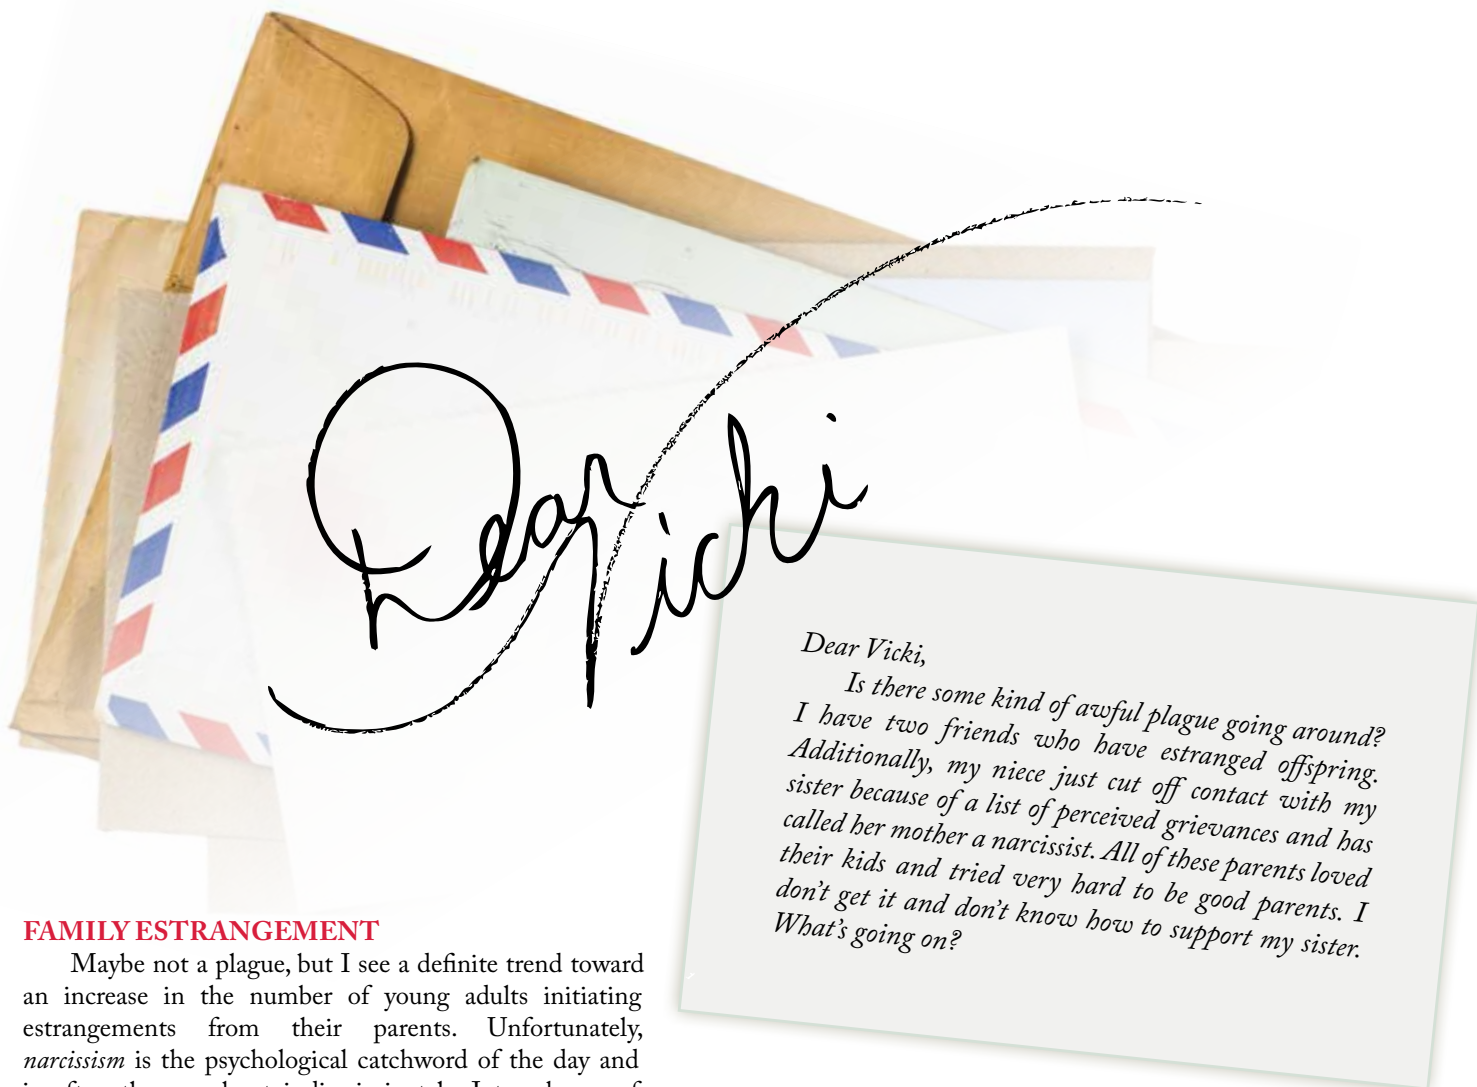 Dear
Vicki
Dear Vicki,
Is there some kind of awful plague going around?
I have two friends who have estranged offspring.
Additionally, my niece just cut off contact with my
sister because of a list of perceived grievances and has
called her mother a narcissist. All of these parents loved
their kids and tried very hard to be good parents. I
don't get it and don't know how to support my sister.
What's going on?
FAMILY ESTRANGEMENT
Maybe not a plague, but I see a definite trend toward
an increase in the number of young adults initiating
estrangements from their parents. Unfortunately,
narcissism is the psychological catchword of the day and